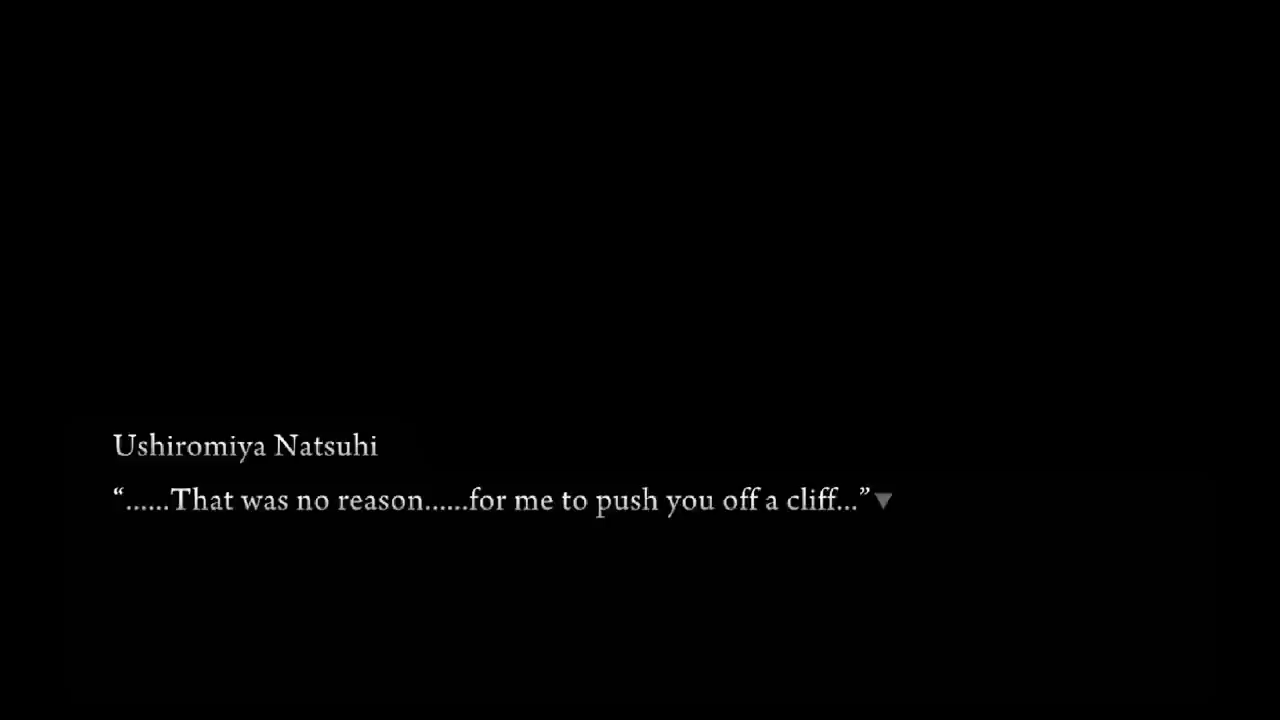 Ushiromiya Natsuhi
“......That was no reason......for me to push you off a cliff...”▼